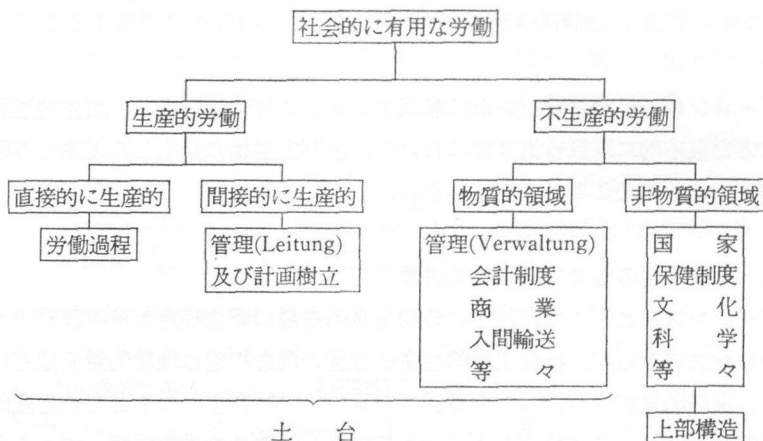 社会的に有用な労働
生産的労働
不生産的労働
直接的に生産的
間接的に生産的
物質的領域
非物質的領域
労働過程
管理(Leitung)
及び計画樹立
管理(Verwaltung)
会計制度
商業
人間輸送
等々
国家
保健制度
文化
科学
等々
土台
上部構造